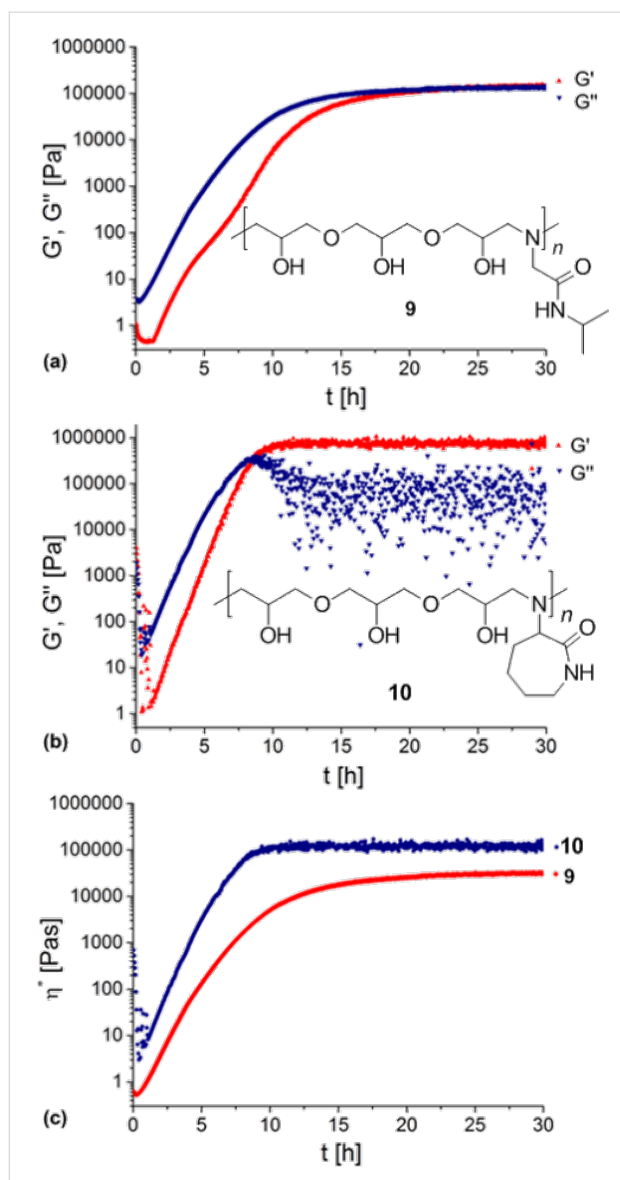 1000000
100000
10000
1000
100
10
1
G', G" [Pa]
G'
G"
O
O
N
n
OH
OH
OH
O
HN
9
(a)
0
5
10
15
20
25
30
t [h]
1000000
100000
10000
1000
100
10
1
G', G" [Pa]
G'
G"
O
O
N
n
OH
OH
OH
O
NH
10
(b)
0
5
10
15
20
25
30
t [h]
1000000
100000
10000
1000
100
10
1
η* [Pas]
10
9
(c)
0
5
10
15
20
25
30
t [h]